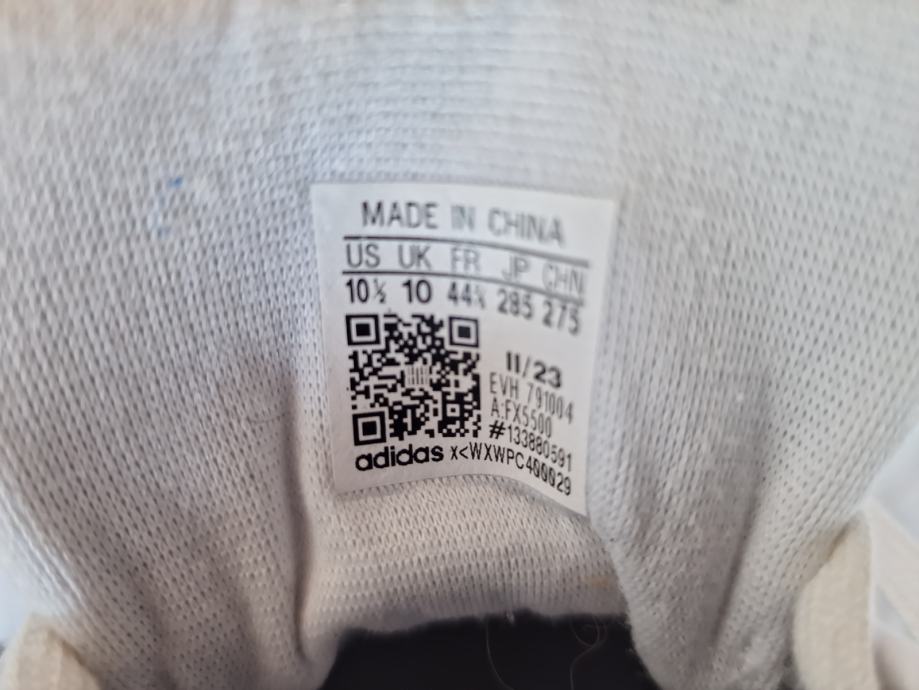 MADE IN CHINA
US UK FR JP CHN
10½ 10 44⅔ 285 275
11/23
EVH 791004
A:FX5500
#133880591
adidas x<WXWPC400029